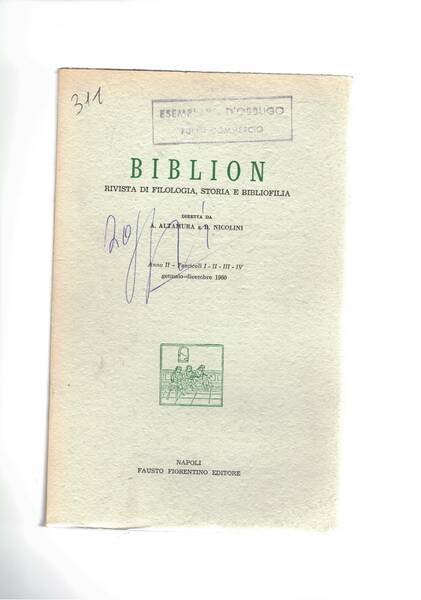 311
ESEMPLARE D'OBBLIGO
FUORI COMMERCIO
BIBLION
RIVISTA DI FILOLOGIA, STORIA E BIBLIOFILIA
DIRETTA DA
A. ALTAMURA e B. NICOLINI
Anno II - Fascicoli I - II - III - IV
gennaio-dicembre 1960
NAPOLI
FAUSTO FIORENTINO EDITORE